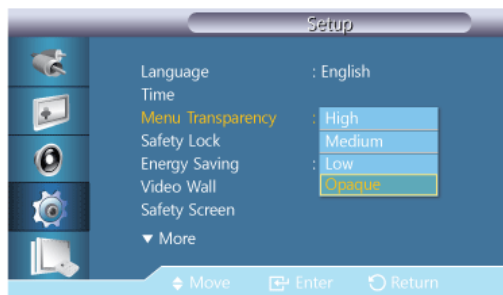 Setup
Language : English
Time
Menu Transparency : High
Medium
Safety Lock
Energy Saving : Low
Opaque
Video Wall
Safety Screen
▼ More
Move Enter Return